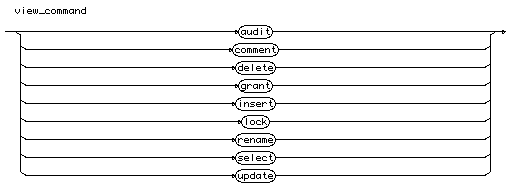 view_command
audit
comment
delete
grant
insert
lock
rename
select
update